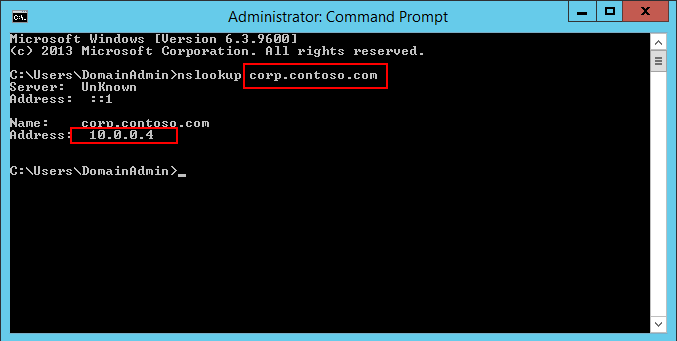 Administrator: Command Prompt
Microsoft Windows [Version 6.3.9600]
(c) 2013 Microsoft Corporation. All rights reserved.
C:\Users\DomainAdmin>nslookup corp.contoso.com
Server:  UnKnown
Address:  ::1
Name:    corp.contoso.com
Address:  10.0.0.4
C:\Users\DomainAdmin>_